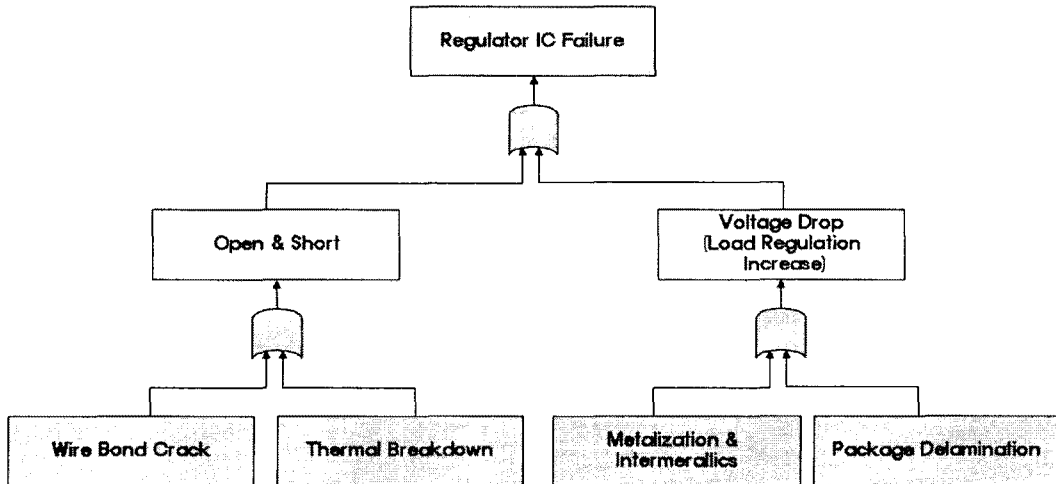 Regulator IC Failure
Open & Short
Voltage Drop
(Load Regulation
Increase)
Wire Bond Crack
Thermal Breakdown
Metalization &
Intermerallics
Package Delamination